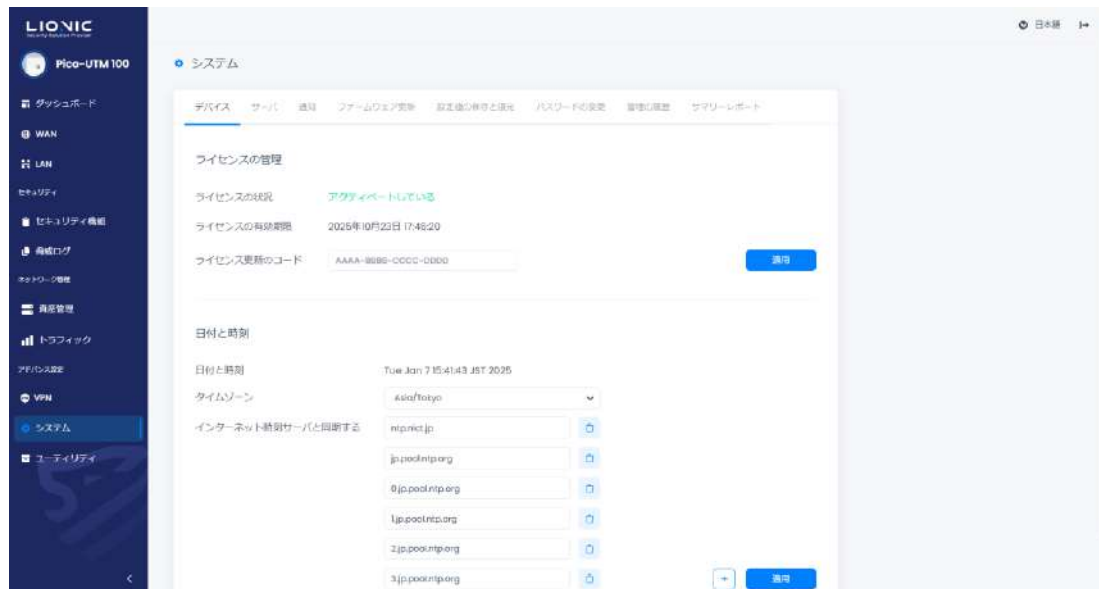 LIONIC
Security Solution Provider
日本語
Pico-UTM 100
システム
ダッシュボード
WAN
LAN
セキュリティ
セキュリティ機能
脅威ログ
ネットワーク管理
資産管理
トラフィック
アドバンス設定
VPN
システム
ユーティリティ
デバイス サーバ 通知 ファームウェア更新 設定値の保存と復元 パスワードの変更 管理の履歴 サマリーレポート
ライセンスの管理
ライセンスの状況 アクティベートしている
ライセンスの有効期限 2025年10月23日 17:45:20
ライセンス更新のコード AAAA-BBBB-CCCC-DDDD 適用
日付と時刻
日付と時刻 Tue Jan 7 15:41:43 JST 2025
タイムゾーン Asia/Tokyo
インターネット時刻サーバと同期する ntp.nict.jp
jp.pool.ntp.org
0.jp.pool.ntp.org
1.jp.pool.ntp.org
2.jp.pool.ntp.org
3.jp.pool.ntp.org + 適用